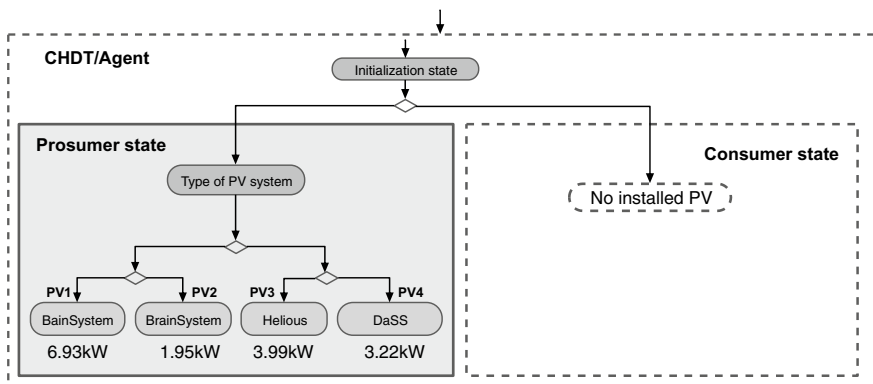 CHDT/Agent
Initialization state
Prosumer state
Consumer state
Type of PV system
No installed PV
PV1 PV2 PV3 PV4
BainSystem BrainSystem Helious DaSS
6.93kW 1.95kW 3.99kW 3.22kW